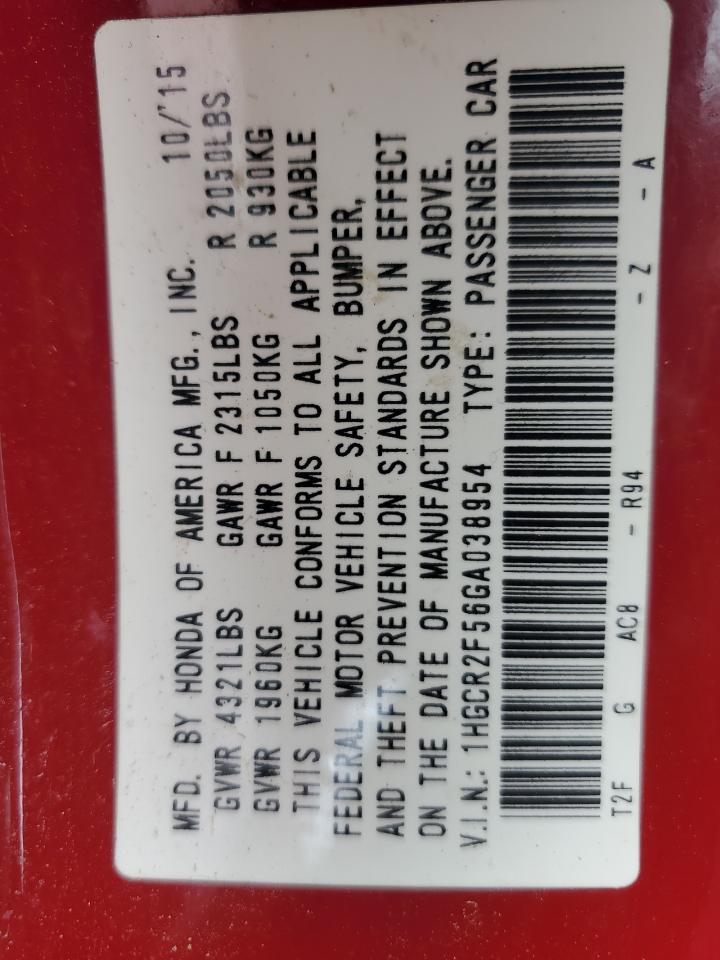 MFD. BY HONDA OF AMERICA MFG., INC. 10/'15
GVWR 4321LBS GAWR F 2315LBS R 2050LBS
GVWR 1960KG GAWR F 1050KG R 930KG
THIS VEHICLE CONFORMS TO ALL APPLICABLE
FEDERAL MOTOR VEHICLE SAFETY, BUMPER,
AND THEFT PREVENTION STANDARDS IN EFFECT
ON THE DATE OF MANUFACTURE SHOWN ABOVE.
V.I.N.: 1HGCR2F56GA038954 TYPE: PASSENGER CAR
T2F G AC8 - R94 - Z - A